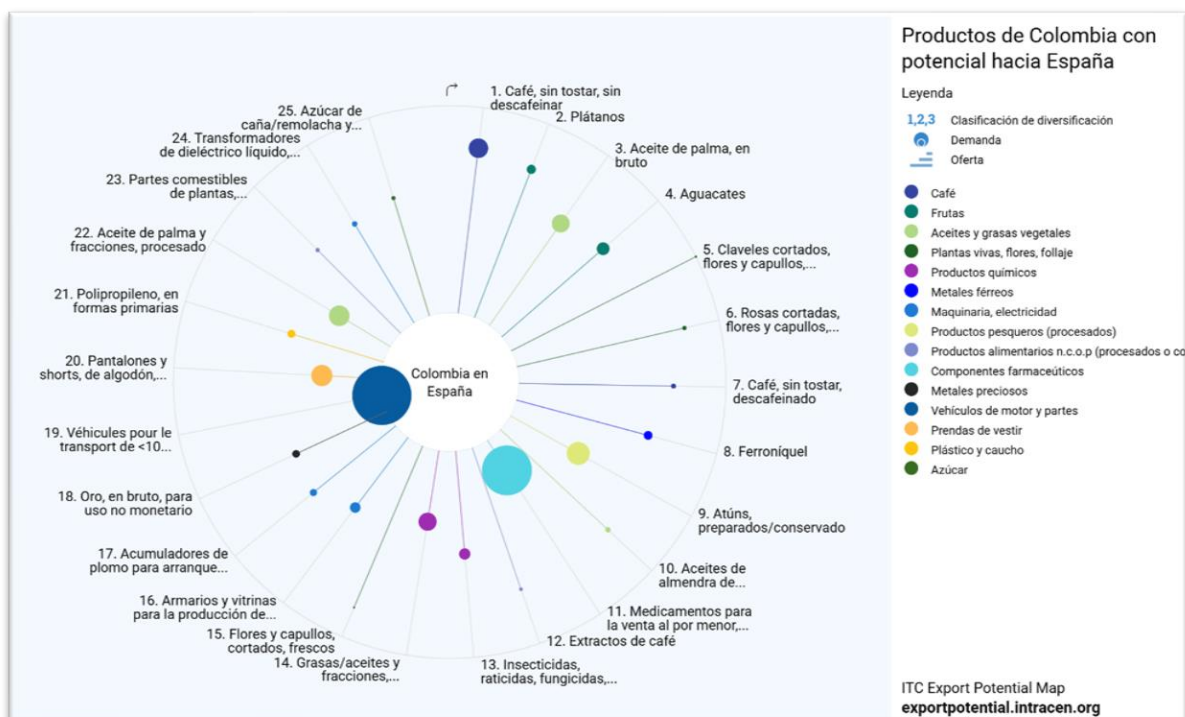 Productos de Colombia con
potencial hacia España
Leyenda
1,2,3 Clasificación de diversificación
Demanda
Oferta
Café
Frutas
Aceites y grasas vegetales
Plantas vivas, flores, follaje
Productos químicos
Metales férreos
Maquinaria, electricidad
Productos pesqueros (procesados)
Productos alimentarios n.c.o.p (procesados o co
Componentes farmaceúticos
Metales preciosos
Vehículos de motor y partes
Prendas de vestir
Plástico y caucho
Azúcar
ITC Export Potential Map
exportpotential.intracen.org
Colombia en
España
1. Café, sin tostar, sin
descafeinar
2. Plátanos
3. Aceite de palma, en
bruto
4. Aguacates
5. Claveles cortados,
flores y capullos,...
6. Rosas cortadas,
flores y capullos,...
7. Café, sin tostar,
descafeinado
8. Ferroníquel
9. Atúns,
preparados/conservado
10. Aceites de
almendra de...
11. Medicamentos para
la venta al por menor,...
12. Extractos de café
13. Insecticidas,
raticidas, fungicidas,...
14. Grasas/aceites y
fracciones,...
15. Flores y capullos,
cortados, frescos
16. Armarios y vitrinas
para la producción de...
17. Acumuladores de
plomo para arranque...
18. Oro, en bruto, para
uso no monetario
19. Véhicules pour le
transport de <10...
20. Pantalones y
shorts, de algodón,...
21. Polipropileno, en
formas primarias
22. Aceite de palma y
fracciones, procesado
23. Partes comestibles
de plantas,...
24. Transformadores
de dieléctrico líquido,...
25. Azúcar de
caña/remolacha y...